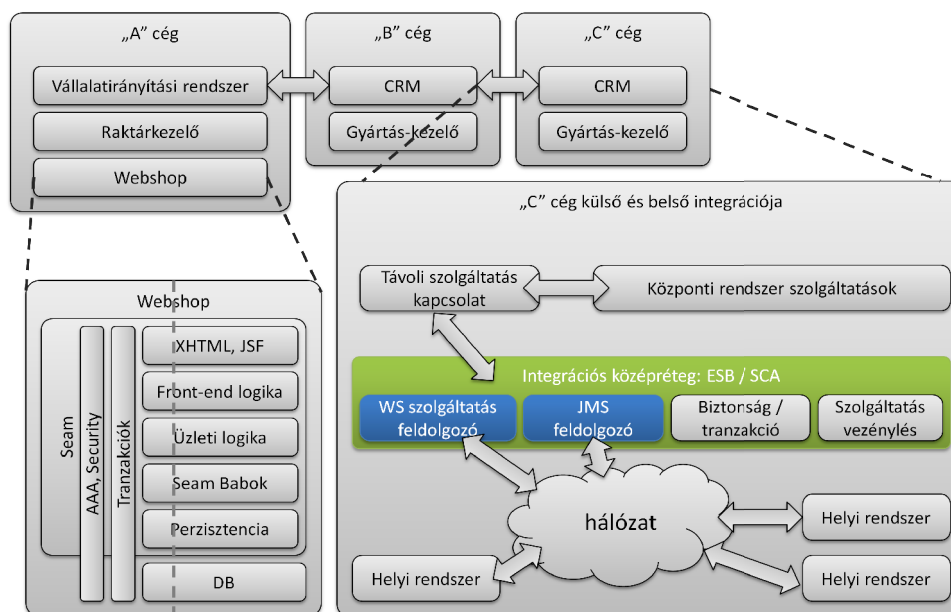 „A” cég
Vállalatirányítási rendszer
Raktárkezelő
Webshop
„B” cég
CRM
Gyártás-kezelő
„C” cég
CRM
Gyártás-kezelő
Webshop
Seam
AAA, Security
Tranzakciók
XHTML, JSF
Front-end logika
Üzleti logika
Seam Babok
Perzisztencia
DB
„C” cég külső és belső integrációja
Távoli szolgáltatás
kapcsolat
Központi rendszer szolgáltatások
Integrációs középréteg: ESB / SCA
WS szolgáltatás
feldolgozó
JMS
feldolgozó
Biztonság /
tranzakció
Szolgáltatás
vezénylés
hálózat
Helyi rendszer
Helyi rendszer
Helyi rendszer